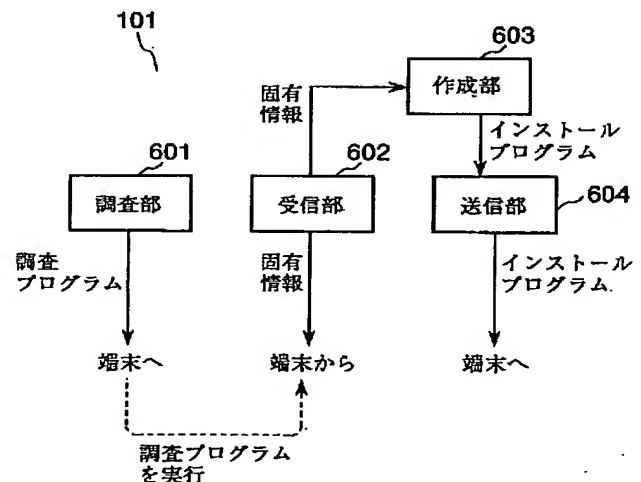 101
603
作成部
固有
情報
インストール
プログラム
601
調査部
602
受信部
送信部
604
調査
プログラム
固有
情報
インストール
プログラム
端末へ
端末から
端末へ
調査プログラム
を実行